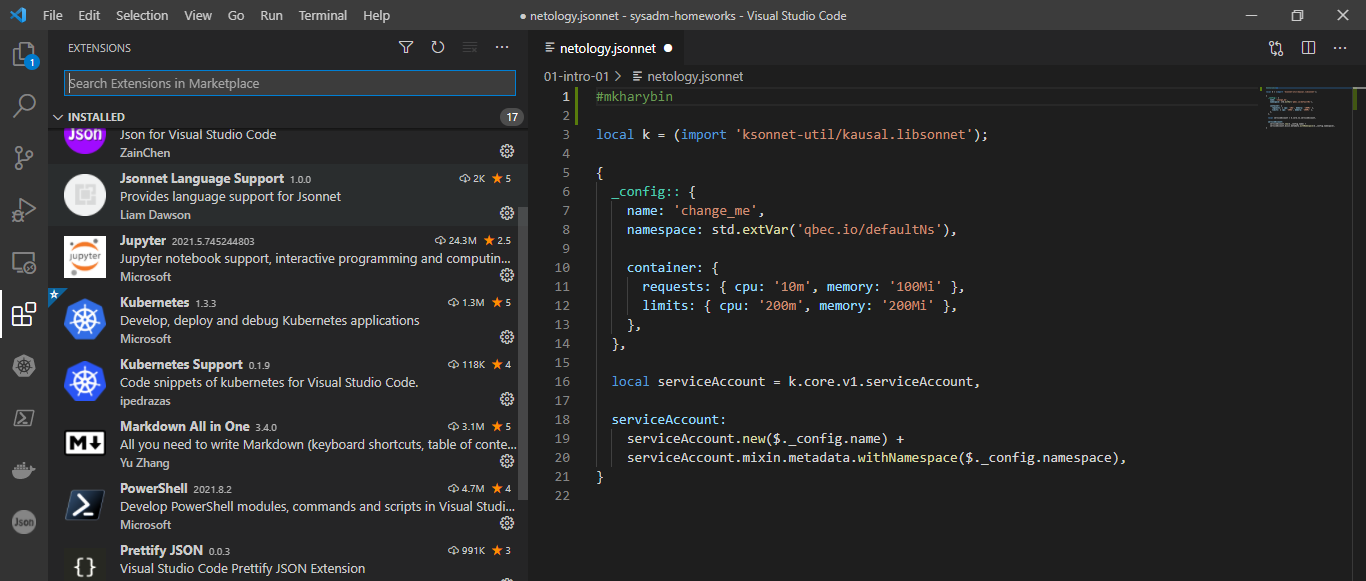 File Edit Selection View Go Run Terminal Help
● netology.jsonnet - sysadm-homeworks - Visual Studio Code
1
EXTENSIONS
Search Extensions in Marketplace
INSTALLED 17
Json
Json for Visual Studio Code
ZainChen
Jsonnet Language Support 1.0.0 2K 5
Provides language support for Jsonnet
Liam Dawson
jupyter
Jupyter 2021.5.745244803 24.3M 2.5
Jupyter notebook support, interactive programming and computin...
Microsoft
Kubernetes 1.3.3 1.3M 5
Develop, deploy and debug Kubernetes applications
Microsoft
Kubernetes Support 0.1.9 118K 4
Code snippets of kubernetes for Visual Studio Code.
ipedrazas
M
Markdown All in One 3.4.0 3.1M 5
All you need to write Markdown (keyboard shortcuts, table of conte...
Yu Zhang
PowerShell 2021.8.2 4.7M 4
Develop PowerShell modules, commands and scripts in Visual Studi...
Microsoft
{}
Prettify JSON 0.0.3 991K 3
Visual Studio Code Prettify JSON Extension
Json
netology.jsonnet ●
01-intro-01 > netology.jsonnet
1 #mkharybin
2
3 local k = (import 'ksonnet-util/kausal.libsonnet');
4
5 {
6   _config:: {
7     name: 'change_me',
8     namespace: std.extVar('qbec.io/defaultNs'),
9
10     container: {
11       requests: { cpu: '10m', memory: '100Mi' },
12       limits: { cpu: '200m', memory: '200Mi' },
13     },
14   },
15
16   local serviceAccount = k.core.v1.serviceAccount,
17
18   serviceAccount:
19     serviceAccount.new($._config.name) +
20     serviceAccount.mixin.metadata.withNamespace($._config.namespace),
21 }
22